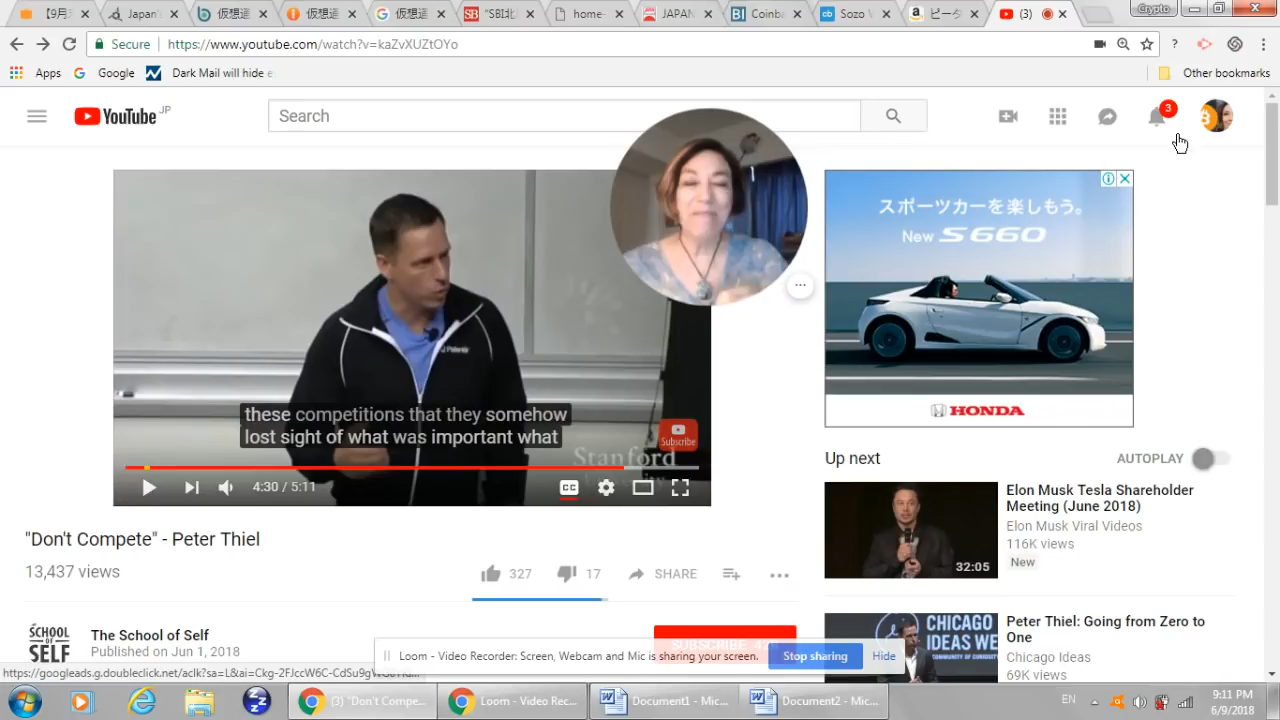 【9月
Japan'
仮想通
仮想通
仮想通
"SBI北
home-
JAPAN
Coinba
Sozo W
ピータ
(3)
Crypto
Secure
https://www.youtube.com/watch?v=kaZvXUZtOYo
Apps
Google
Dark Mail will hide e
Other bookmarks
YouTube JP
Search
3
スポーツカーを楽しもう。
New S660
HONDA
Palantir
these competitions that they somehow
lost sight of what was important what
Subscribe
Stanford
4:30 / 5:11
CC
Up next
AUTOPLAY
Elon Musk Tesla Shareholder
Meeting (June 2018)
Elon Musk Viral Videos
116K views
New
32:05
"Don't Compete" - Peter Thiel
13,437 views
327
17
SHARE
CHICAGO
IDEAS WE
Peter Thiel: Going from Zero to
One
Chicago Ideas
69K views
SCHOOL
OF
SELF
The School of Self
Published on Jun 1, 2018
SUBSCRIBE
Loom - Video Recorder: Screen, Webcam and Mic is sharing your screen.
Stop sharing
Hide
(3) "Don't Compe...
Loom - Video Rec...
Document1 - Mic...
Document2 - Mic...
EN
9:11 PM
6/9/2018